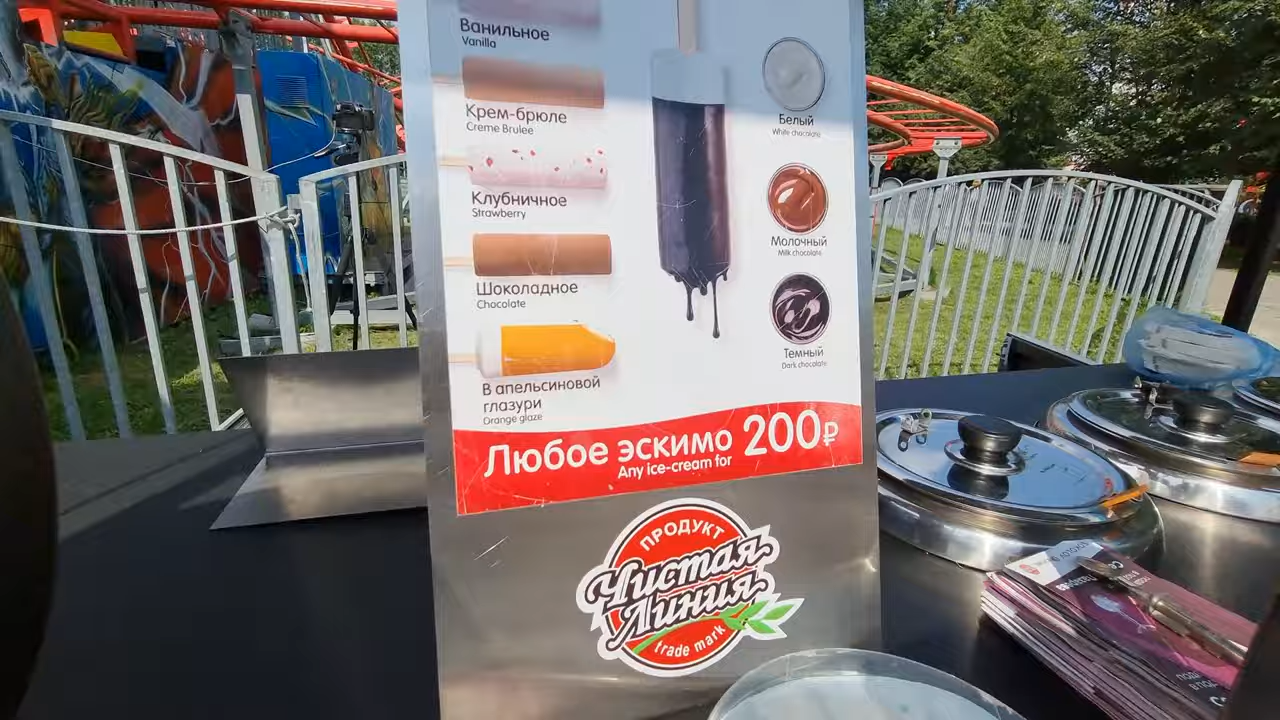 Ванильное
Vanilla
Крем-брюле
Creme Brulee
Клубничное
Strawberry
Шоколадное
Chocolate
В апельсиновой
глазури
Orange glaze
Белый
White chocolate
Молочный
Milk chocolate
Темный
Dark chocolate
Любое эскимо 200₽
Any ice-cream for
ПРОДУКТ
Чистая
Линия
trade mark